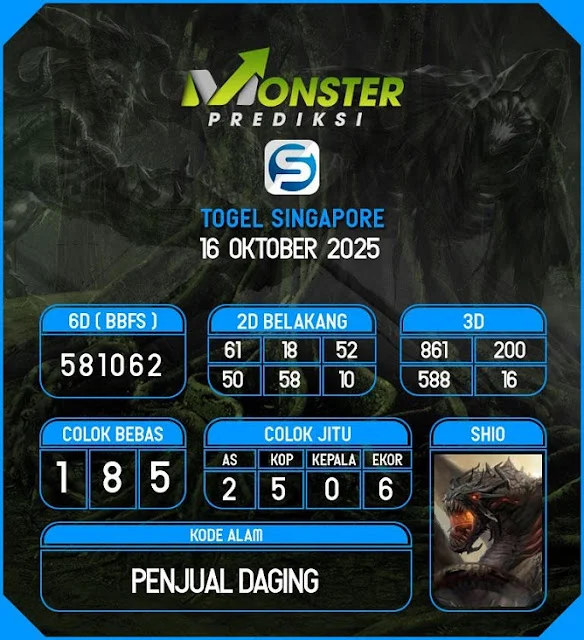 MONSTER
PREDIKSI
S
TOGEL SINGAPORE
16 OKTOBER 2025
6D ( BBFS )
581062
2D BELAKANG
61 18 52
50 58 10
3D
861 200
588 16
COLOK BEBAS
1 8 5
COLOK JITU
AS KOP KEPALA EKOR
2 5 0 6
SHIO
KODE ALAM
PENJUAL DAGING